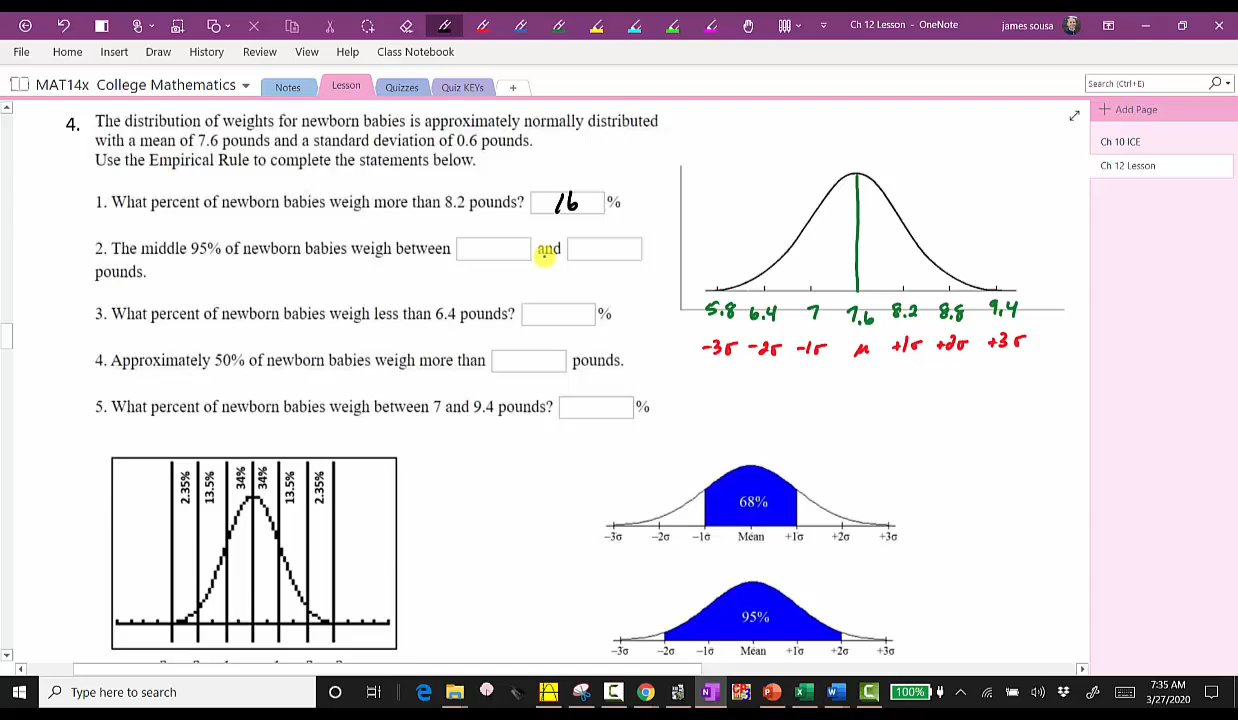 Ch 12 Lesson - OneNote
james sousa
File Home Insert Draw History Review View Help Class Notebook
MAT14x College Mathematics Notes Lesson Quizzes Quiz KEYs +
Search (Ctrl+E)
+ Add Page
Ch 10 ICE
Ch 12 Lesson
4. The distribution of weights for newborn babies is approximately normally distributed
with a mean of 7.6 pounds and a standard deviation of 0.6 pounds.
Use the Empirical Rule to complete the statements below.
1. What percent of newborn babies weigh more than 8.2 pounds? 16 %
2. The middle 95% of newborn babies weigh between and
pounds.
3. What percent of newborn babies weigh less than 6.4 pounds? %
4. Approximately 50% of newborn babies weigh more than pounds.
5. What percent of newborn babies weigh between 7 and 9.4 pounds? %
5.8 6.4 7 7.6 8.2 8.8 9.4
-3σ -2σ -1σ μ +1σ +2σ +3σ
2.35% 13.5% 34% 34% 13.5% 2.35%
68%
-3σ -2σ -1σ Mean +1σ +2σ +3σ
95%
-3σ -2σ -1σ Mean +1σ +2σ +3σ
Type here to search
100%
7:35 AM
3/27/2020